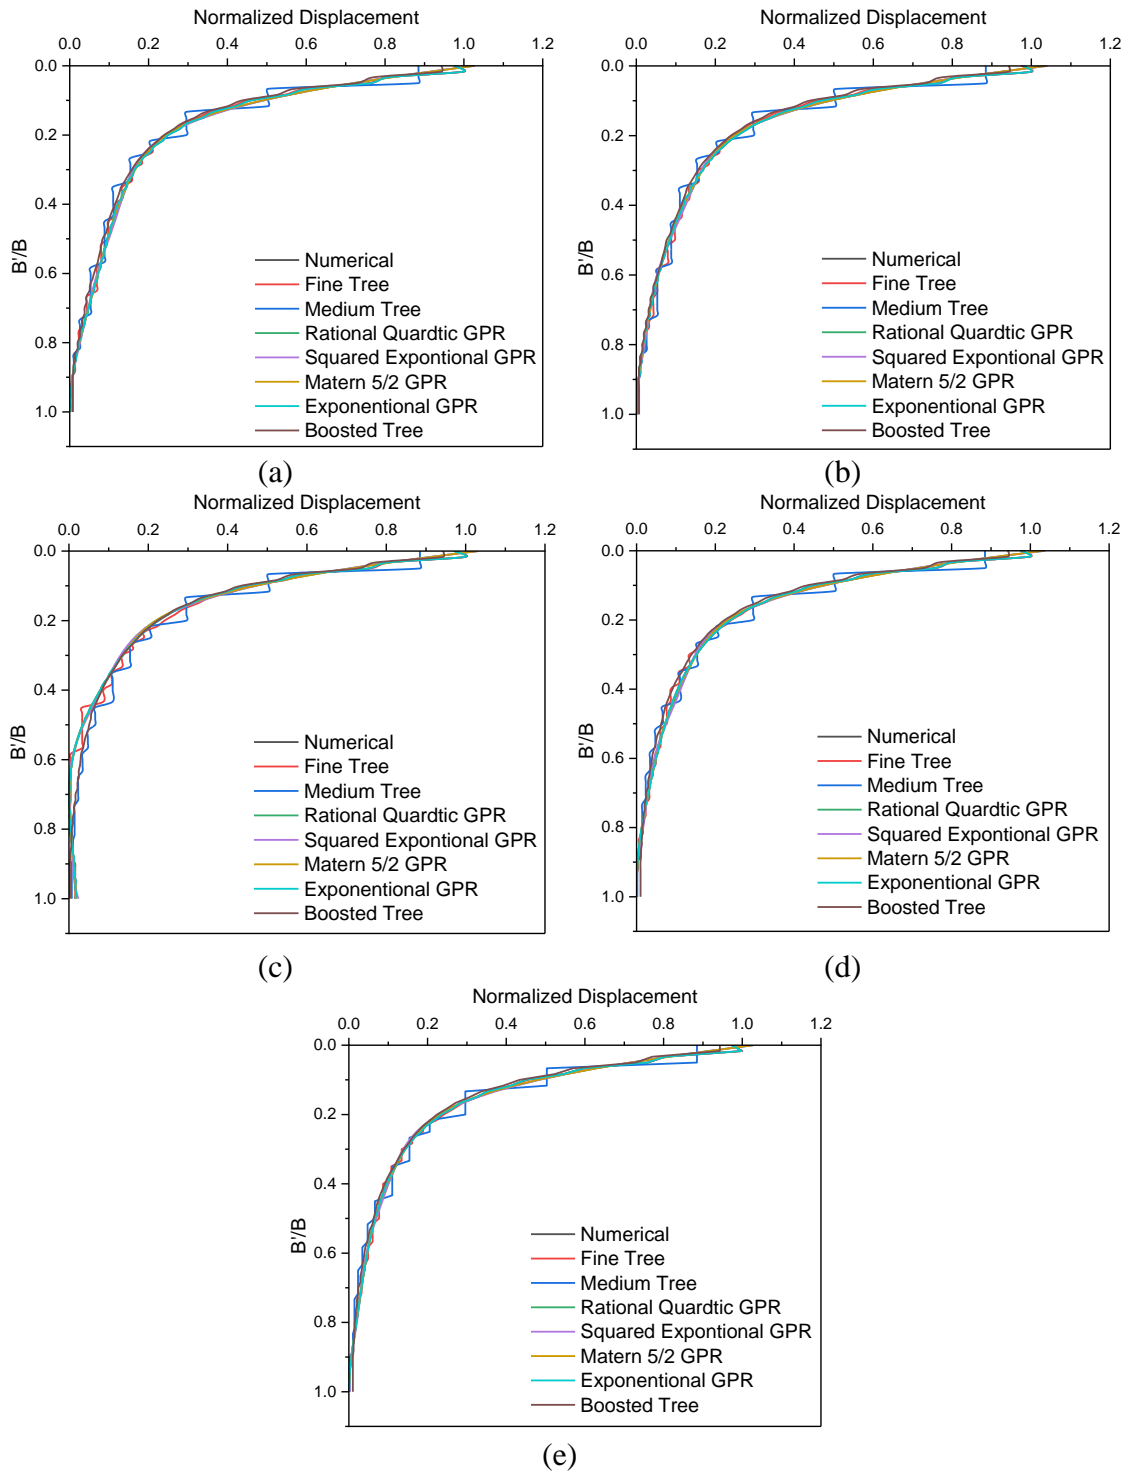 Normalized Displacement
0.0 0.2 0.4 0.6 0.8 1.0 1.2
0.0
0.2
0.4
0.6
0.8
1.0
B'/B
Numerical
Fine Tree
Medium Tree
Rational Quardtic GPR
Squared Expontional GPR
Matern 5/2 GPR
Exponentional GPR
Boosted Tree
(a)
Normalized Displacement
0.0 0.2 0.4 0.6 0.8 1.0 1.2
0.0
0.2
0.4
0.6
0.8
1.0
B'/B
Numerical
Fine Tree
Medium Tree
Rational Quardtic GPR
Squared Expontional GPR
Matern 5/2 GPR
Exponentional GPR
Boosted Tree
(b)
Normalized Displacement
0.0 0.2 0.4 0.6 0.8 1.0 1.2
0.0
0.2
0.4
0.6
0.8
1.0
B'/B
Numerical
Fine Tree
Medium Tree
Rational Quardtic GPR
Squared Expontional GPR
Matern 5/2 GPR
Exponentional GPR
Boosted Tree
(c)
Normalized Displacement
0.0 0.2 0.4 0.6 0.8 1.0 1.2
0.0
0.2
0.4
0.6
0.8
1.0
B'/B
Numerical
Fine Tree
Medium Tree
Rational Quardtic GPR
Squared Expontional GPR
Matern 5/2 GPR
Exponentional GPR
Boosted Tree
(d)
Normalized Displacement
0.0 0.2 0.4 0.6 0.8 1.0 1.2
0.0
0.2
0.4
0.6
0.8
1.0
B'/B
Numerical
Fine Tree
Medium Tree
Rational Quardtic GPR
Squared Expontional GPR
Matern 5/2 GPR
Exponentional GPR
Boosted Tree
(e)